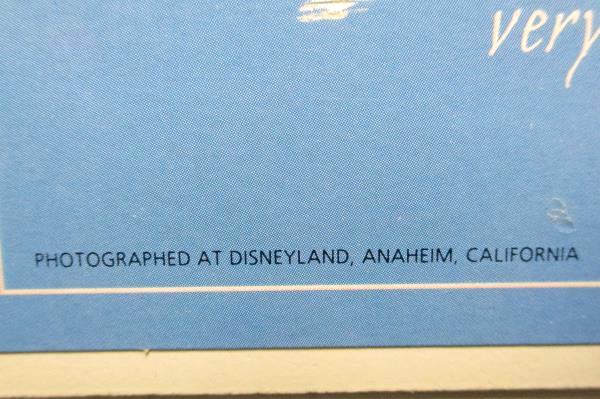 very
PHOTOGRAPHED AT DISNEYLAND, ANAHEIM, CALIFORNIA